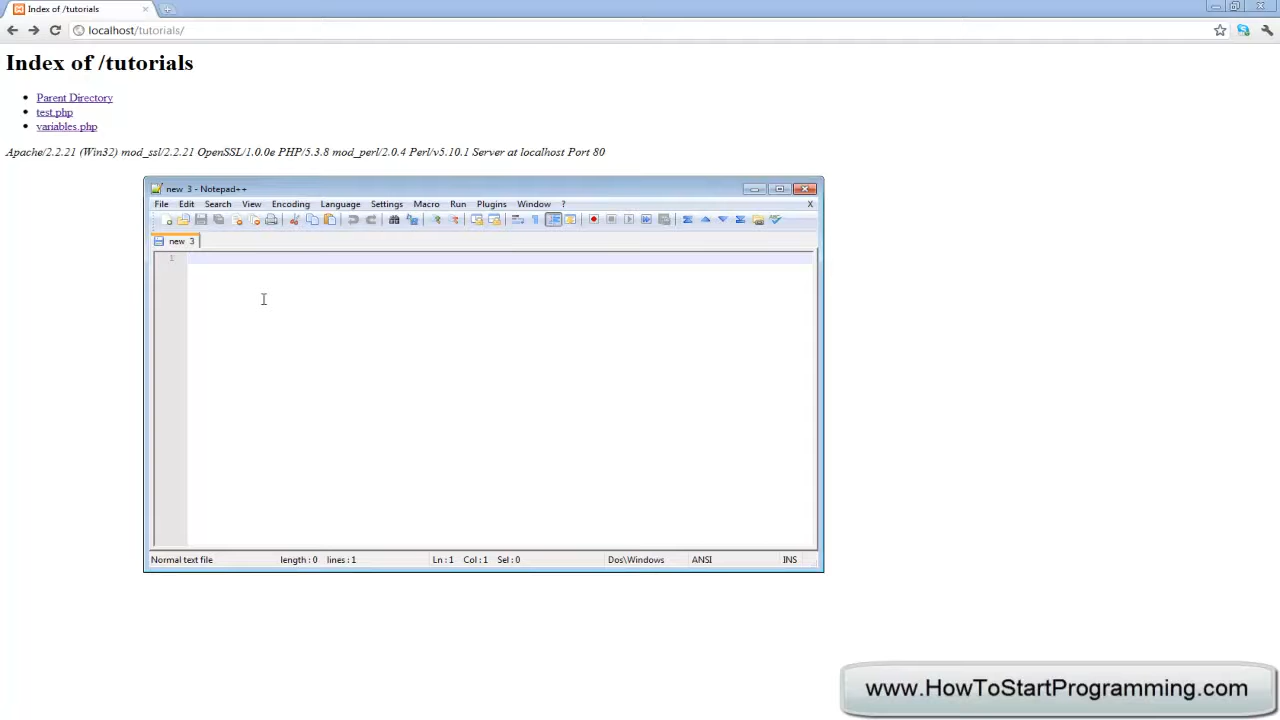 Index of /tutorials
localhost/tutorials/
Index of /tutorials
Parent Directory
test.php
variables.php
Apache/2.2.21 (Win32) mod_ssl/2.2.21 OpenSSL/1.0.0e PHP/5.3.8 mod_perl/2.0.4 Perl/v5.10.1 Server at localhost Port 80
new 3 - Notepad++
File Edit Search View Encoding Language Settings Macro Run Plugins Window ? X
new 3
1
Normal text file length : 0 lines : 1 Ln : 1 Col : 1 Sel : 0 Dos\Windows ANSI INS
www.HowToStartProgramming.com